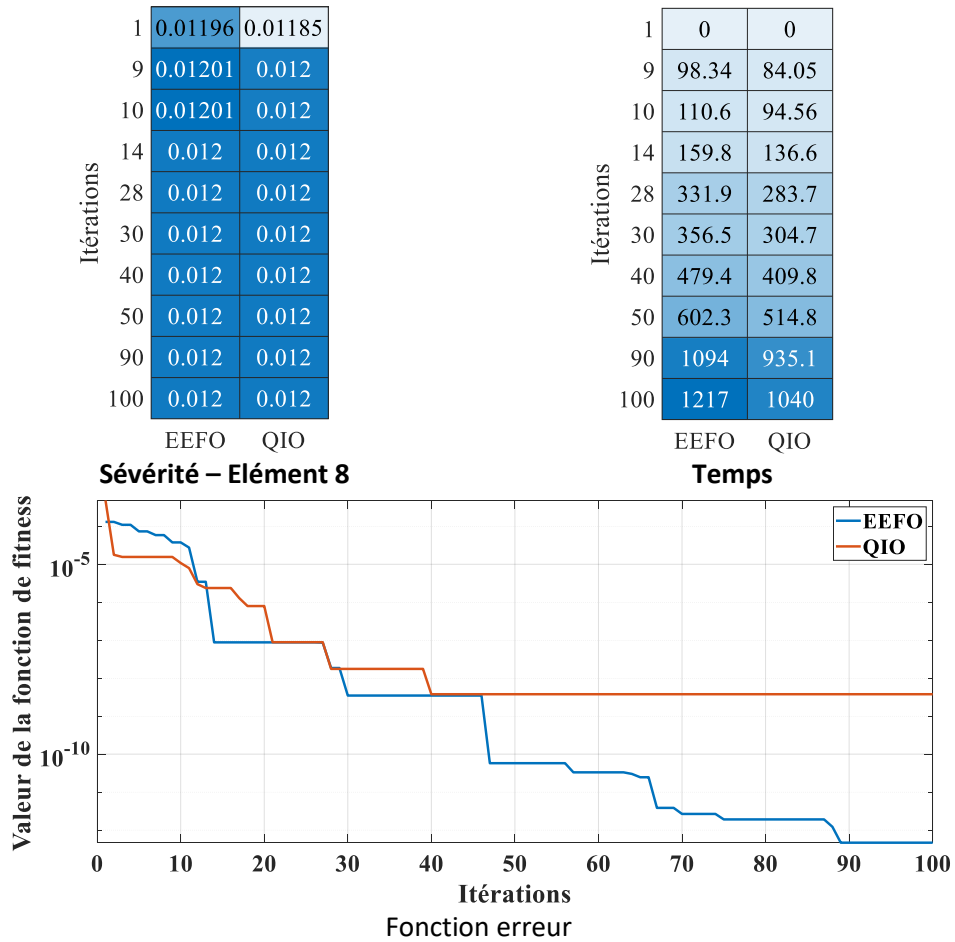 1 0.01196 0.01185
9 0.01201 0.012
10 0.01201 0.012
14 0.012 0.012
28 0.012 0.012
30 0.012 0.012
40 0.012 0.012
50 0.012 0.012
90 0.012 0.012
100 0.012 0.012
Itérations
EEFO QIO
Sévérité – Elément 8
1 0 0
9 98.34 84.05
10 110.6 94.56
14 159.8 136.6
28 331.9 283.7
30 356.5 304.7
40 479.4 409.8
50 602.3 514.8
90 1094 935.1
100 1217 1040
Itérations
EEFO QIO
Temps
Valeur de la fonction de fitness
10⁻⁵
10⁻¹⁰
EEFO
QIO
0 10 20 30 40 50 60 70 80 90 100
Itérations
Fonction erreur